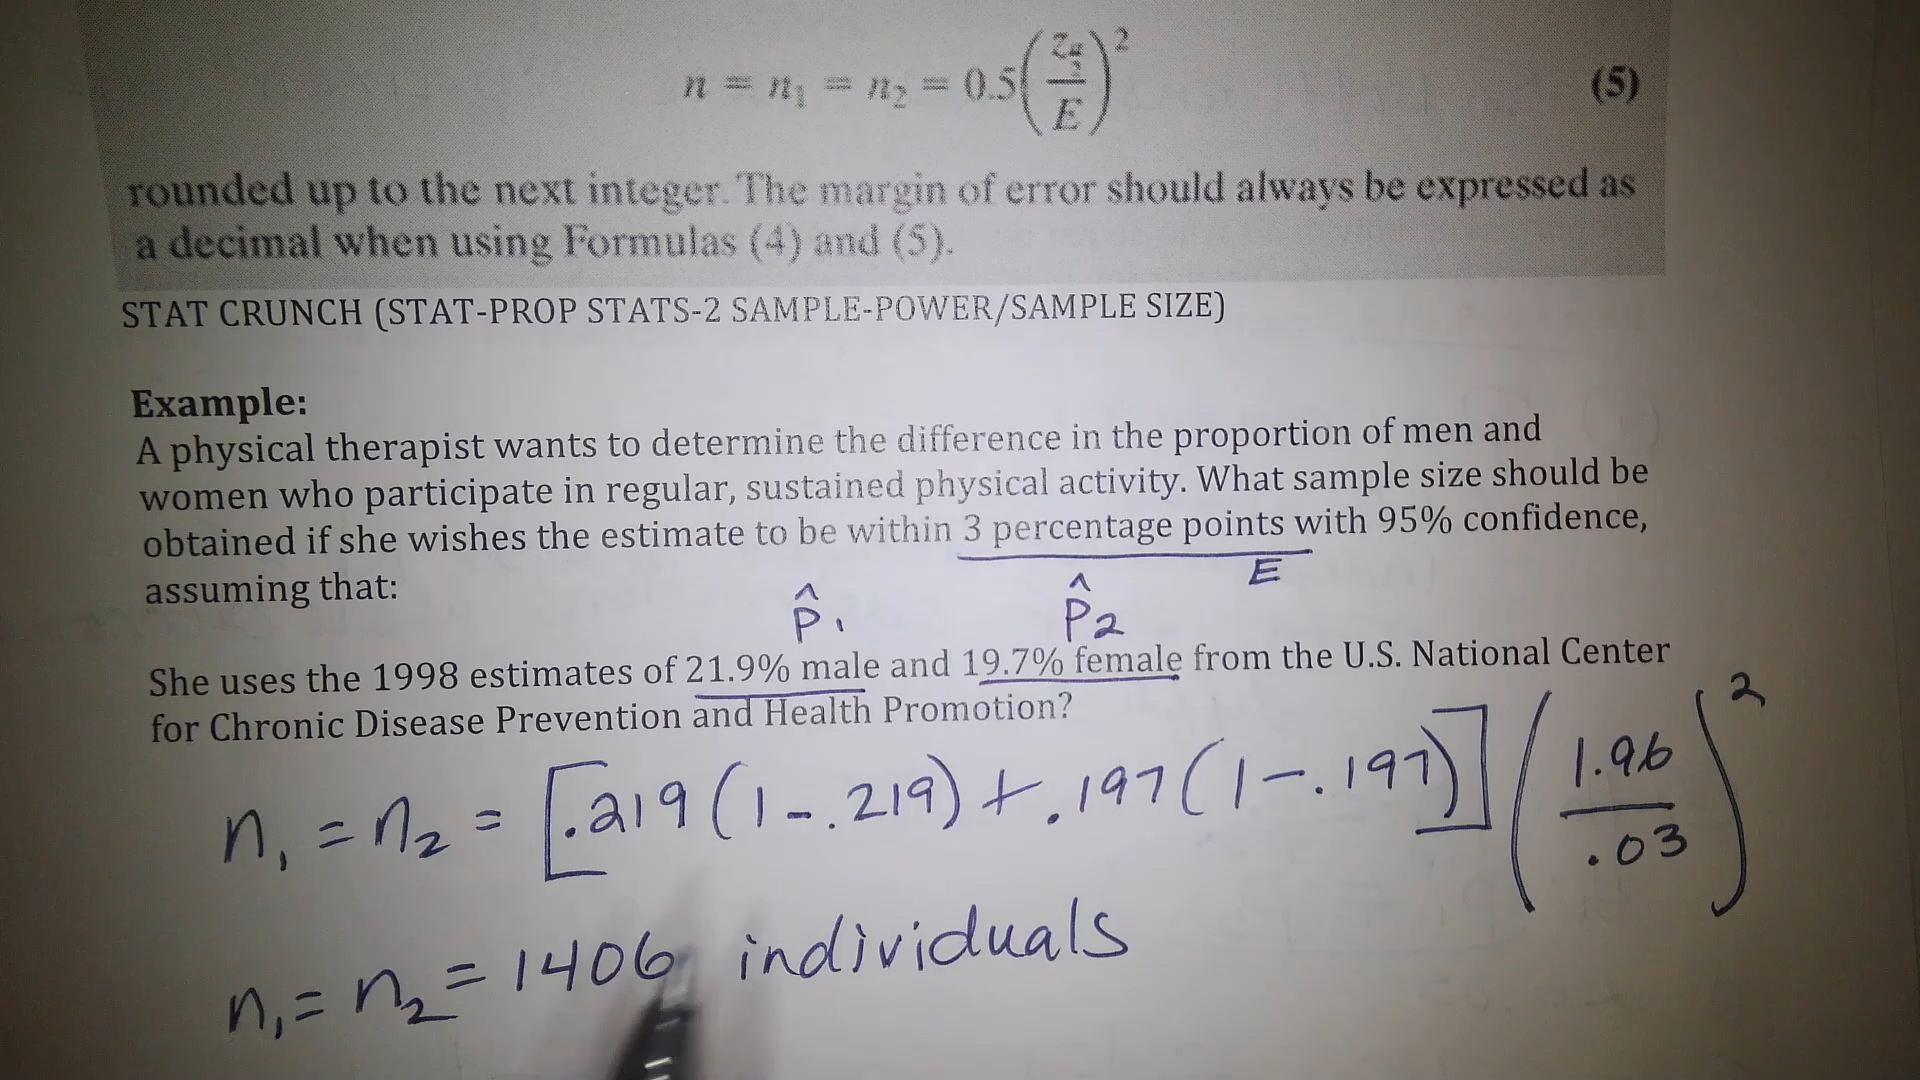 n = n₁ = n₂ = 0.5(z_{α/2}/E)² (5)
rounded up to the next integer. The margin of error should always be expressed as
a decimal when using Formulas (4) and (5).
STAT CRUNCH (STAT-PROP STATS-2 SAMPLE-POWER/SAMPLE SIZE)
Example:
A physical therapist wants to determine the difference in the proportion of men and
women who participate in regular, sustained physical activity. What sample size should be
obtained if she wishes the estimate to be within 3 percentage points with 95% confidence,
E
assuming that:
p̂₁ p̂₂
She uses the 1998 estimates of 21.9% male and 19.7% female from the U.S. National Center
for Chronic Disease Prevention and Health Promotion?
n₁ = n₂ = [.219(1-.219)+.197(1-.197)](1.96/.03)²
n₁ = n₂ = 1406 individuals